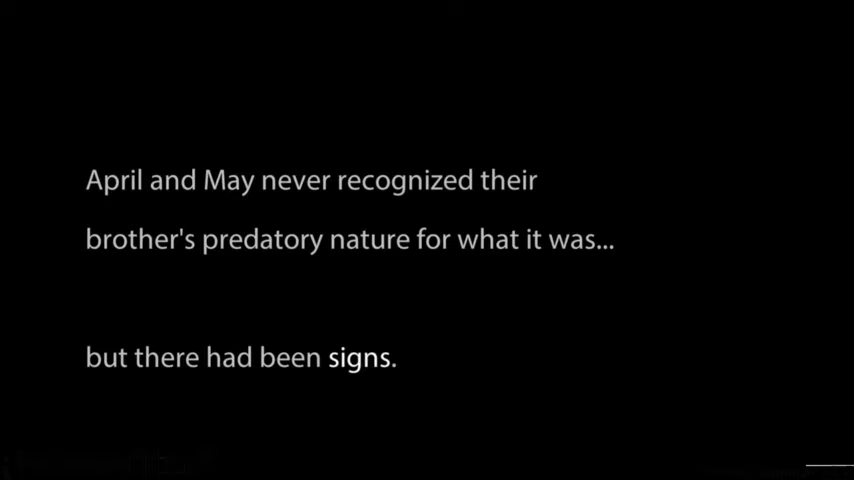 April and May never recognized their
brother's predatory nature for what it was...
but there had been signs.